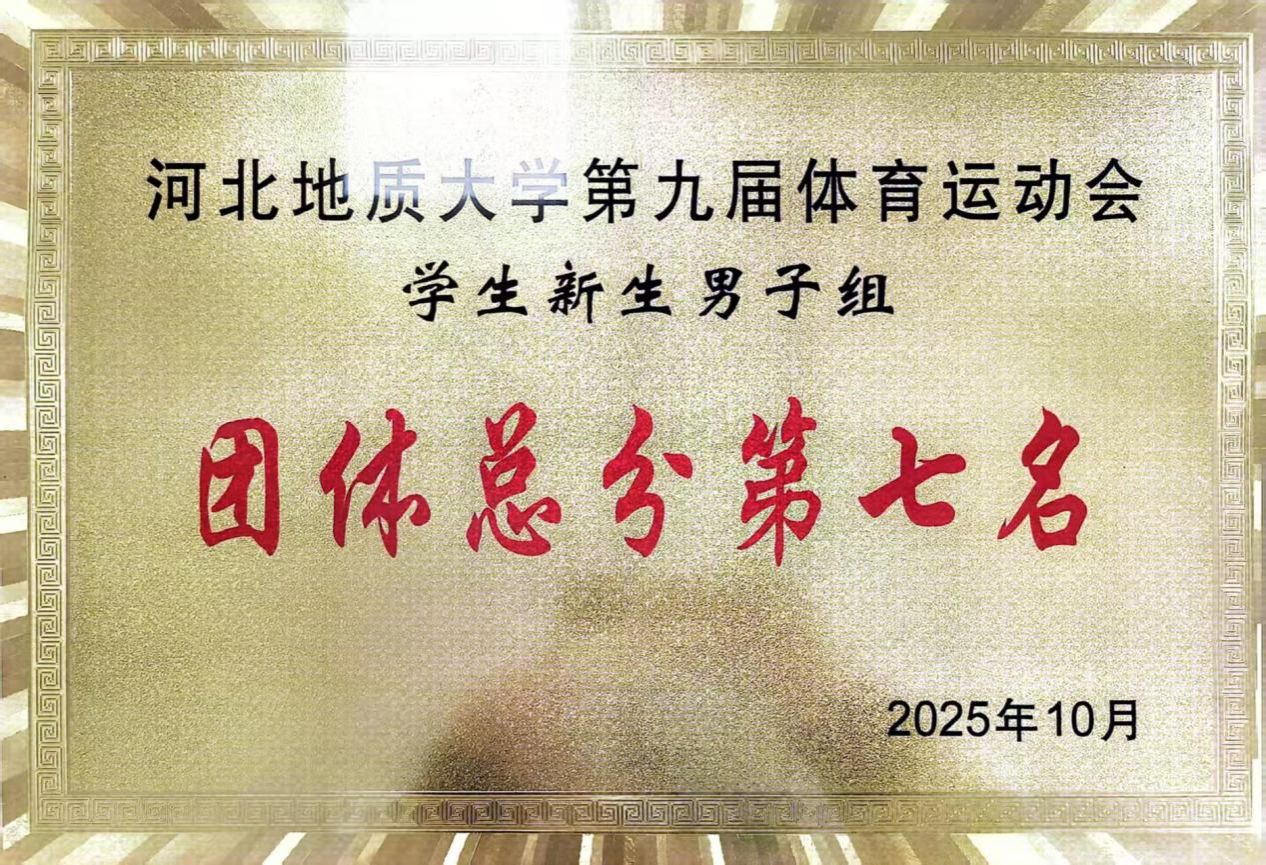 河北地质大学第九届体育运动会
学生新生男子组
团体总分第七名
2025年10月